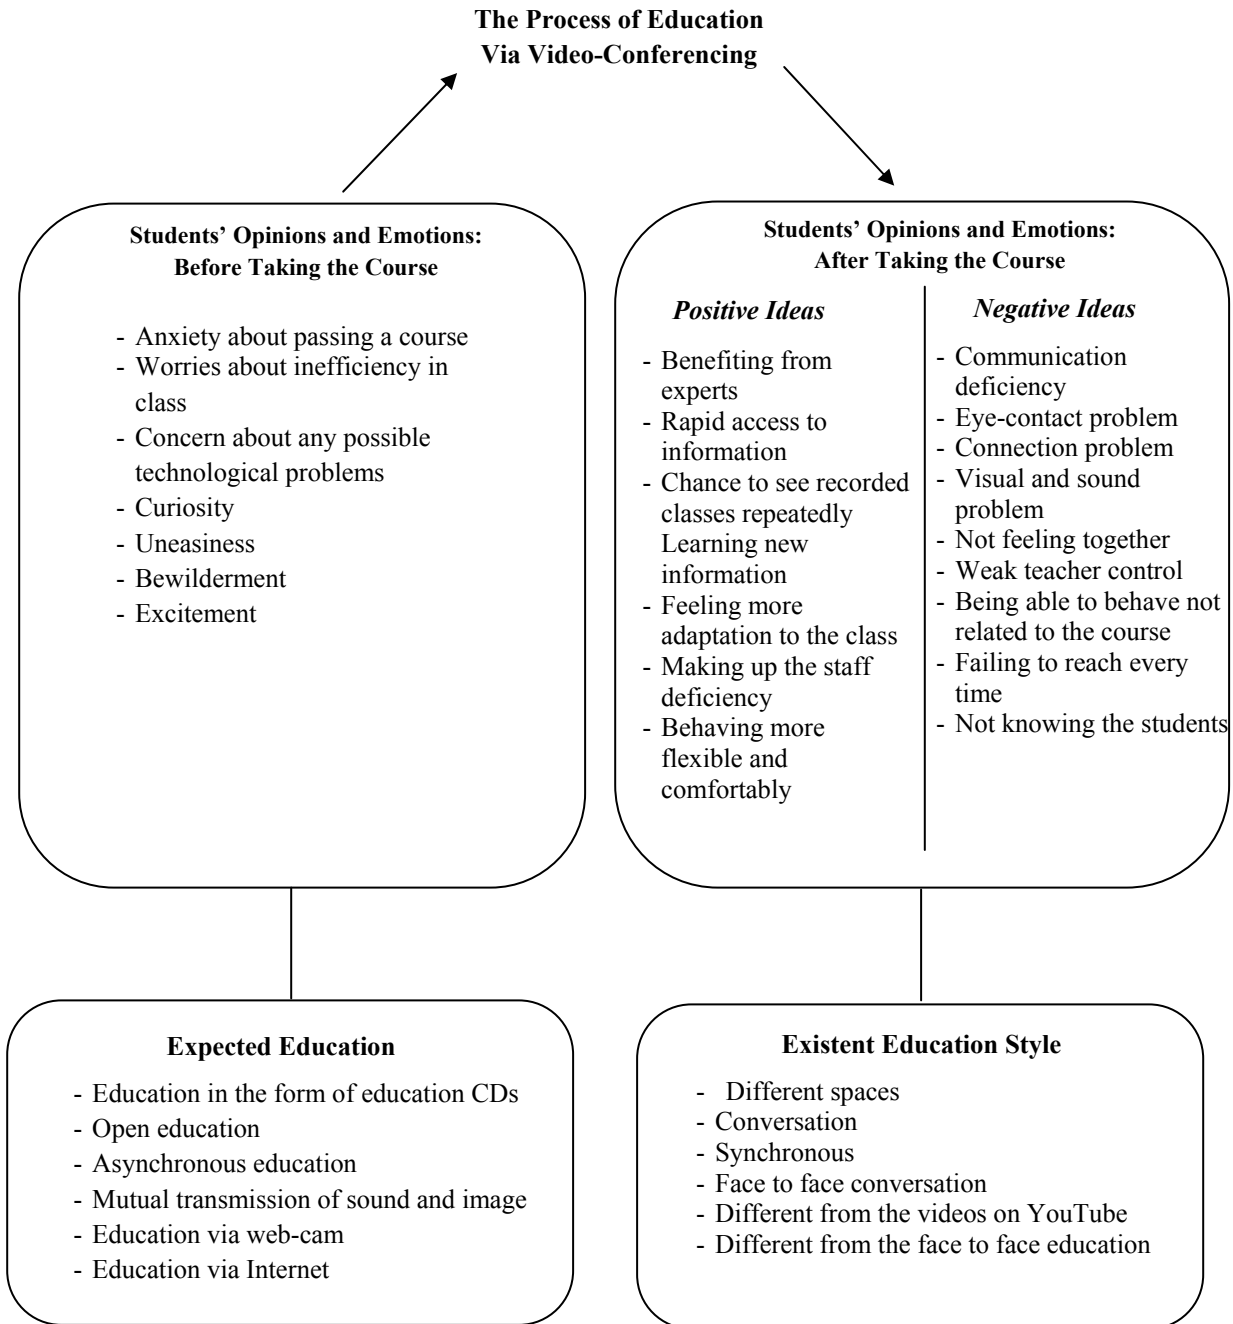 The Process of Education
Via Video-Conferencing
Students’ Opinions and Emotions:
Before Taking the Course
- Anxiety about passing a course
- Worries about inefficiency in
class
- Concern about any possible
technological problems
- Curiosity
- Uneasiness
- Bewilderment
- Excitement
Students’ Opinions and Emotions:
After Taking the Course
Positive Ideas
- Benefiting from
experts
- Rapid access to
information
- Chance to see recorded
classes repeatedly
Learning new
information
- Feeling more
adaptation to the class
- Making up the staff
deficiency
- Behaving more
flexible and
comfortably
Negative Ideas
- Communication
deficiency
- Eye-contact problem
- Connection problem
- Visual and sound
problem
- Not feeling together
- Weak teacher control
- Being able to behave not
related to the course
- Failing to reach every
time
- Not knowing the students
Expected Education
- Education in the form of education CDs
- Open education
- Asynchronous education
- Mutual transmission of sound and image
- Education via web-cam
- Education via Internet
Existent Education Style
- Different spaces
- Conversation
- Synchronous
- Face to face conversation
- Different from the videos on YouTube
- Different from the face to face education